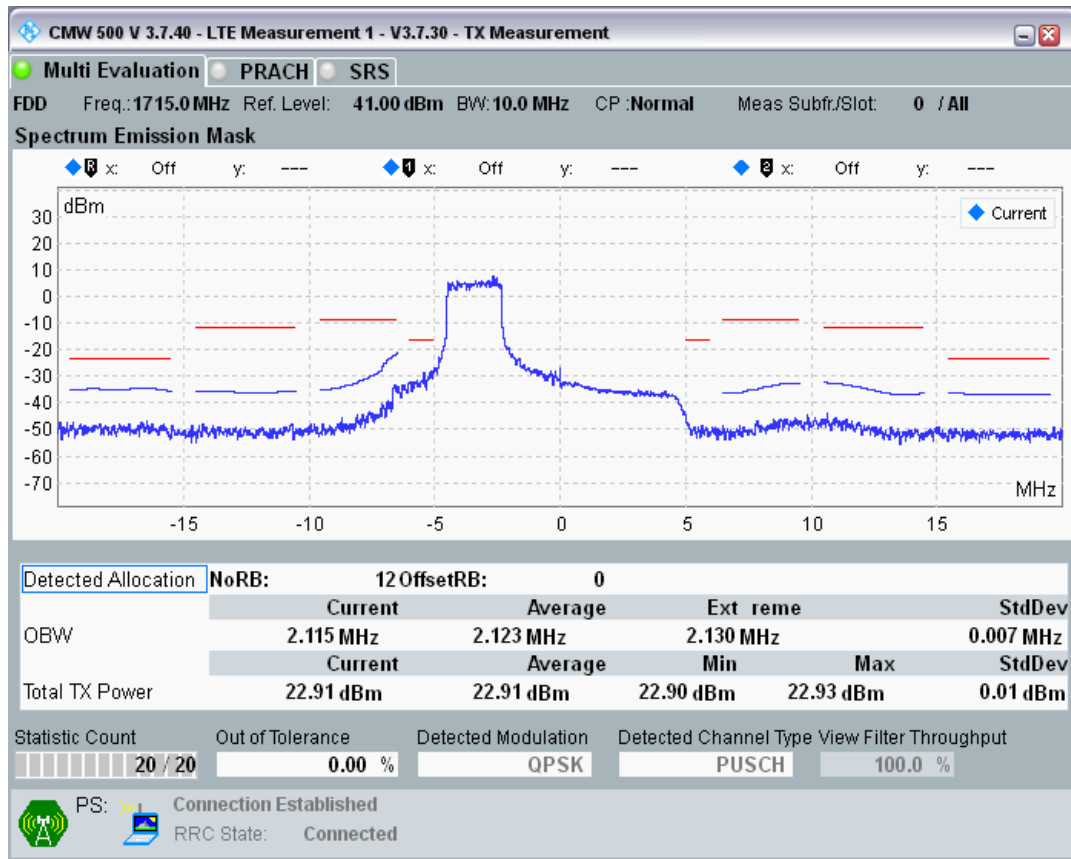 CMW 500 V 3.7.40 - LTE Measurement 1 - V3.7.30 - TX Measurement
Multi Evaluation PRACH SRS
FDD Freq.:1715.0 MHz Ref. Level: 41.00 dBm BW:10.0 MHz CP :Normal Meas Subfr./Slot: 0 / All
Spectrum Emission Mask
R x: Off y: --- 1 x: Off y: --- 2 x: Off y: ---
dBm
Current
30
20
10
0
-10
-20
-30
-40
-50
-60
-70
MHz
-15 -10 -5 0 5 10 15
Detected Allocation NoRB: 12 OffsetRB: 0
Current Average Ext reme StdDev
OBW 2.115 MHz 2.123 MHz 2.130 MHz 0.007 MHz
Current Average Min Max StdDev
Total TX Power 22.91 dBm 22.91 dBm 22.90 dBm 22.93 dBm 0.01 dBm
Statistic Count Out of Tolerance Detected Modulation Detected Channel Type View Filter Throughput
20 / 20 0.00 % QPSK PUSCH 100.0 %
PS: Connection Established
RRC State: Connected